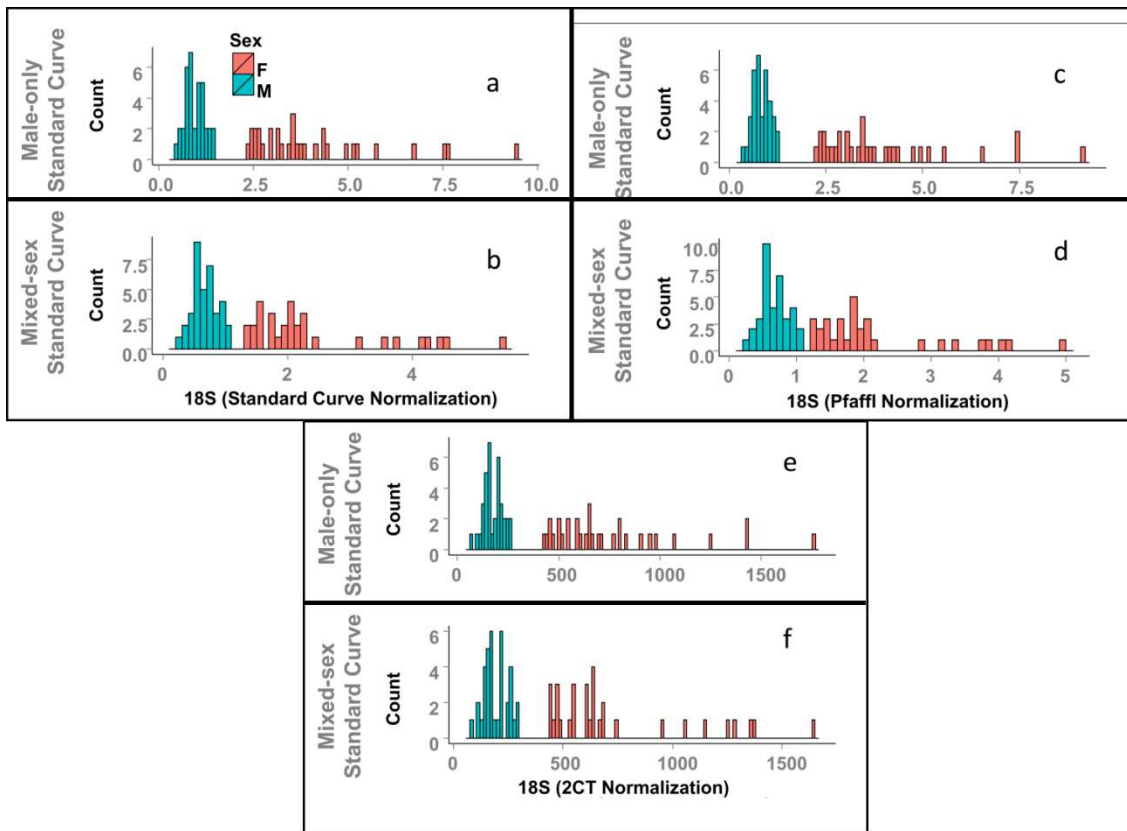 Male-only
Standard Curve
Count
6
4
2
0
Sex
F
M
a
0.0
2.5
5.0
7.5
10.0
Mixed-sex
Standard Curve
Count
7.5
5.0
2.5
0.0
b
0
2
4
18S (Standard Curve Normalization)
Male-only
Standard Curve
Count
6
4
2
0
c
0.0
2.5
5.0
7.5
Mixed-sex
Standard Curve
Count
10.0
7.5
5.0
2.5
0.0
d
0
1
2
3
4
5
18S (Pfaffl Normalization)
Male-only
Standard Curve
Count
6
4
2
0
e
0
500
1000
1500
Mixed-sex
Standard Curve
Count
6
4
2
0
f
0
500
1000
1500
18S (2CT Normalization)